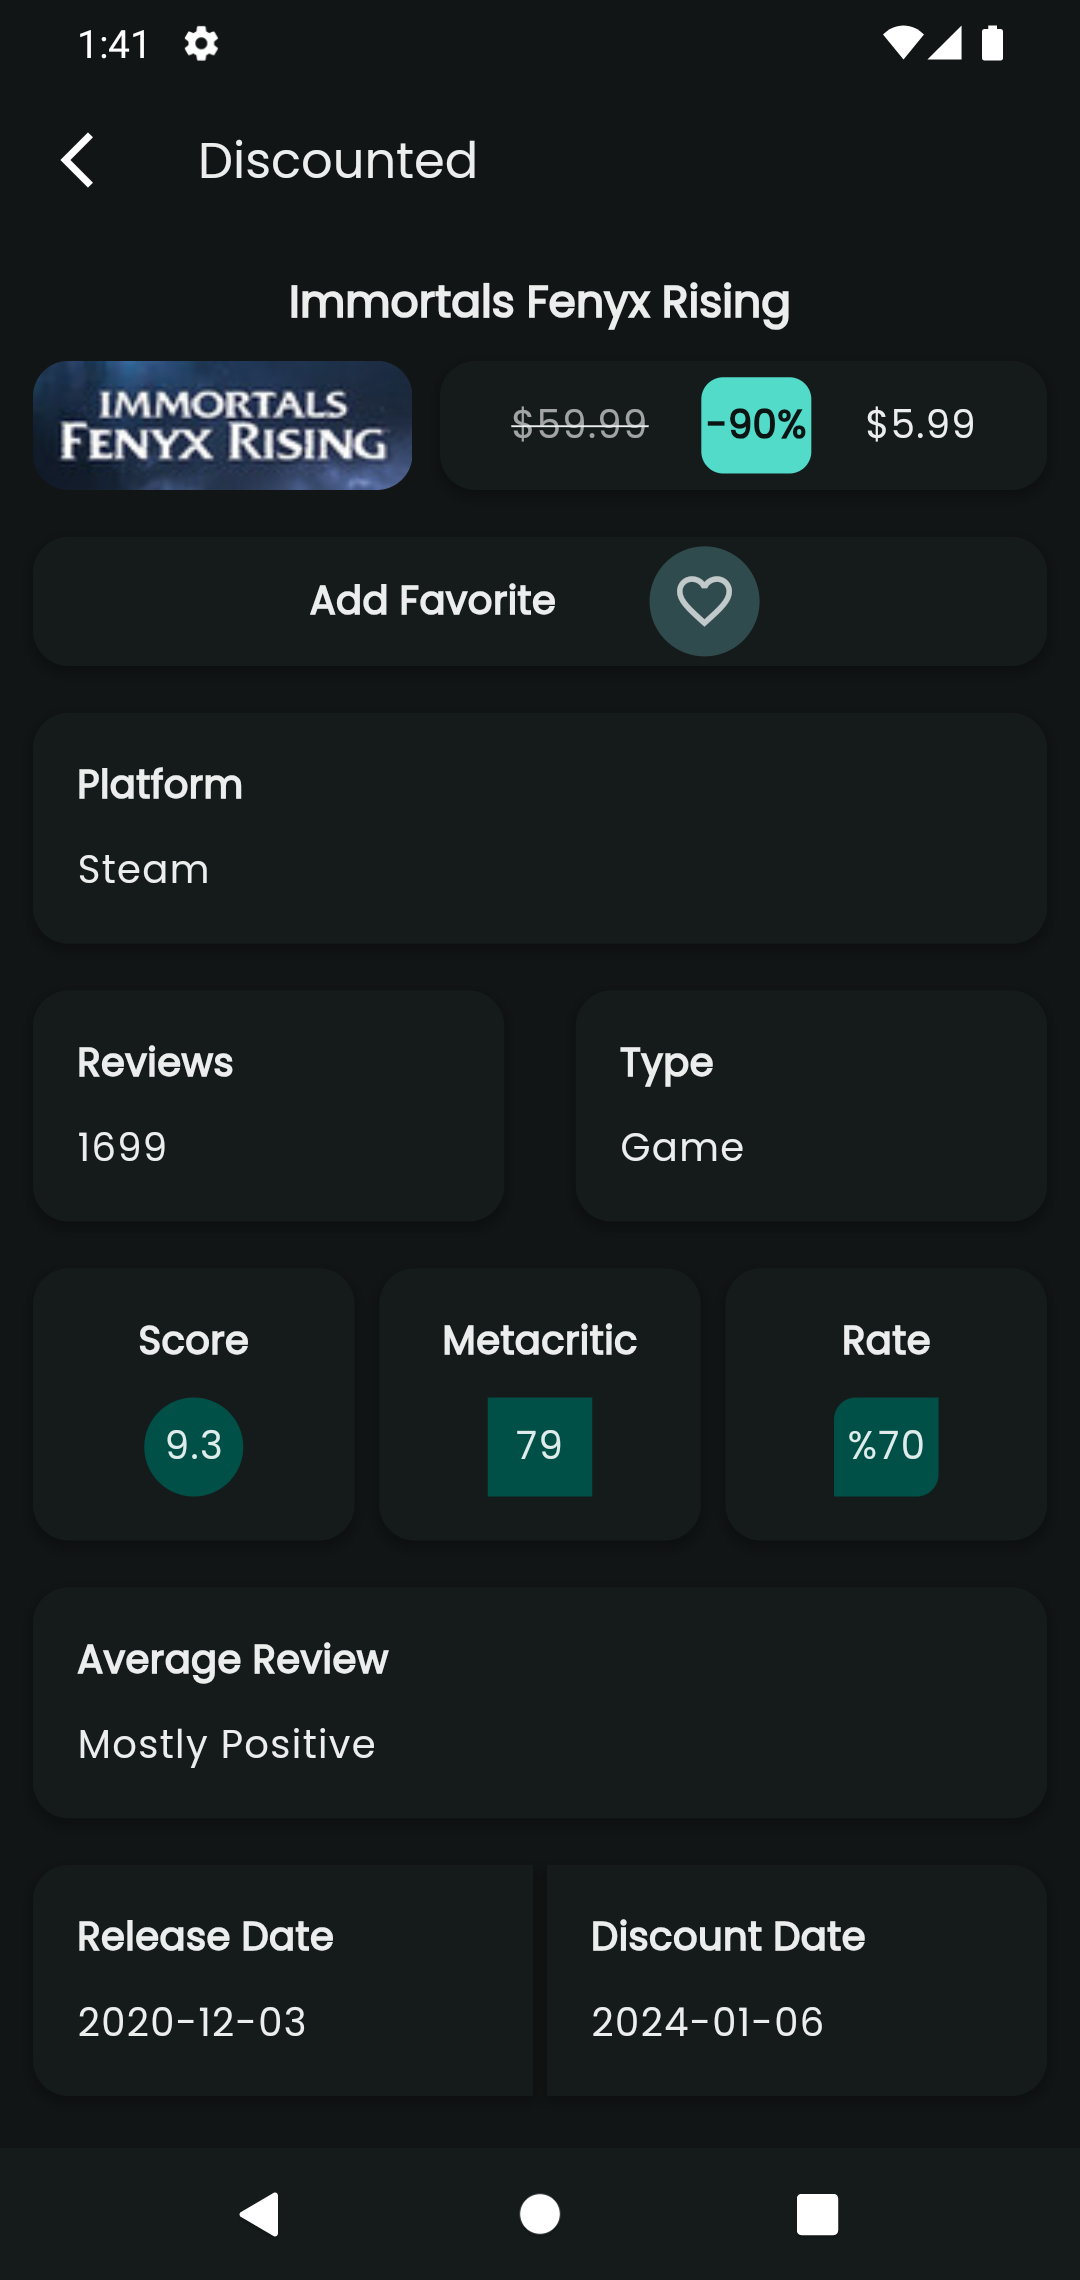 1:41
Discounted
Immortals Fenyx Rising
IMMORTALS
FENYX RISING
$59.99 -90% $5.99
Add Favorite
Platform
Steam
Reviews Type
1699 Game
Score Metacritic Rate
9.3 79 %70
Average Review
Mostly Positive
Release Date Discount Date
2020-12-03 2024-01-06